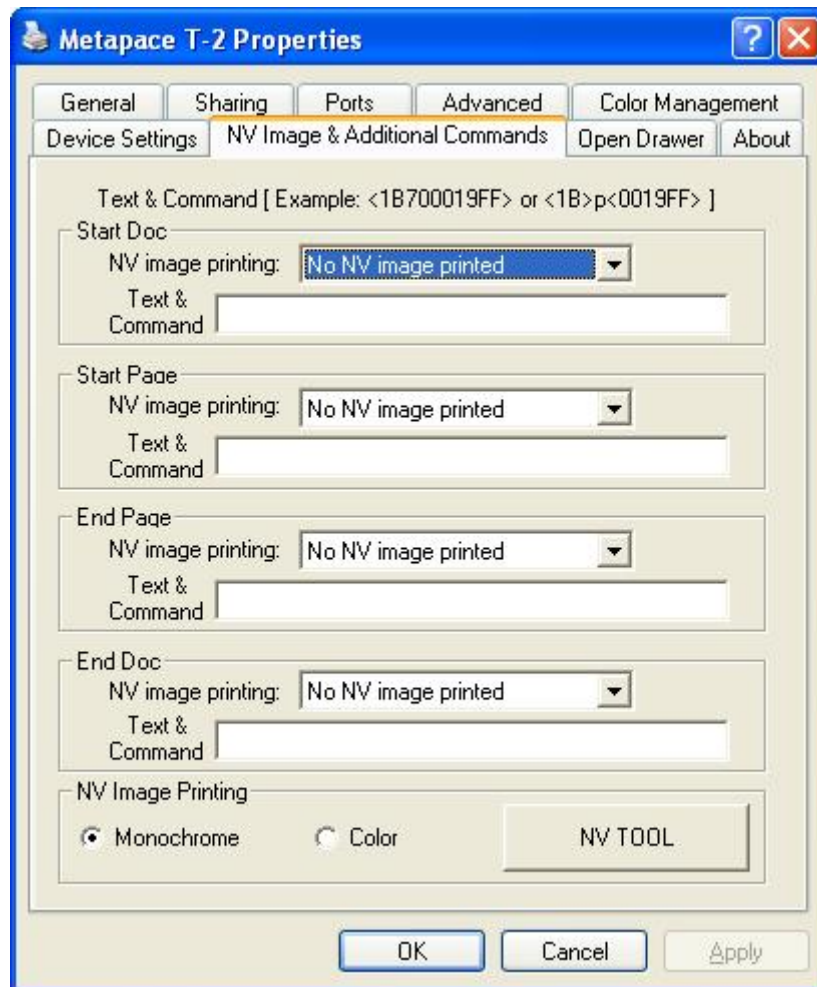 Metapace T-2 Properties
General Sharing Ports Advanced Color Management
Device Settings NV Image & Additional Commands Open Drawer About
Text & Command [ Example: <1B700019FF> or <1B>p<0019FF> ]
Start Doc
NV image printing: No NV image printed
Text &
Command
Start Page
NV image printing: No NV image printed
Text &
Command
End Page
NV image printing: No NV image printed
Text &
Command
End Doc
NV image printing: No NV image printed
Text &
Command
NV Image Printing
Monochrome Color NV TOOL
OK Cancel Apply